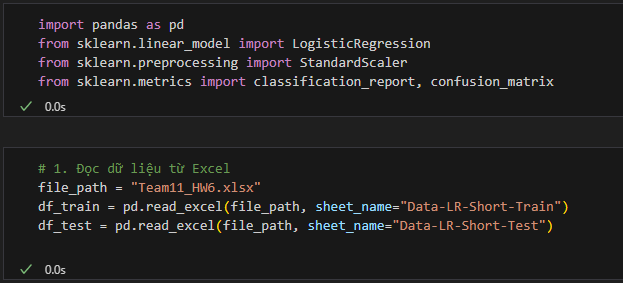 import pandas as pd
from sklearn.linear_model import LogisticRegression
from sklearn.preprocessing import StandardScaler
from sklearn.metrics import classification_report, confusion_matrix
0.0s
# 1. Đọc dữ liệu từ Excel
file_path = "Team11_HW6.xlsx"
df_train = pd.read_excel(file_path, sheet_name="Data-LR-Short-Train")
df_test = pd.read_excel(file_path, sheet_name="Data-LR-Short-Test")
0.0s